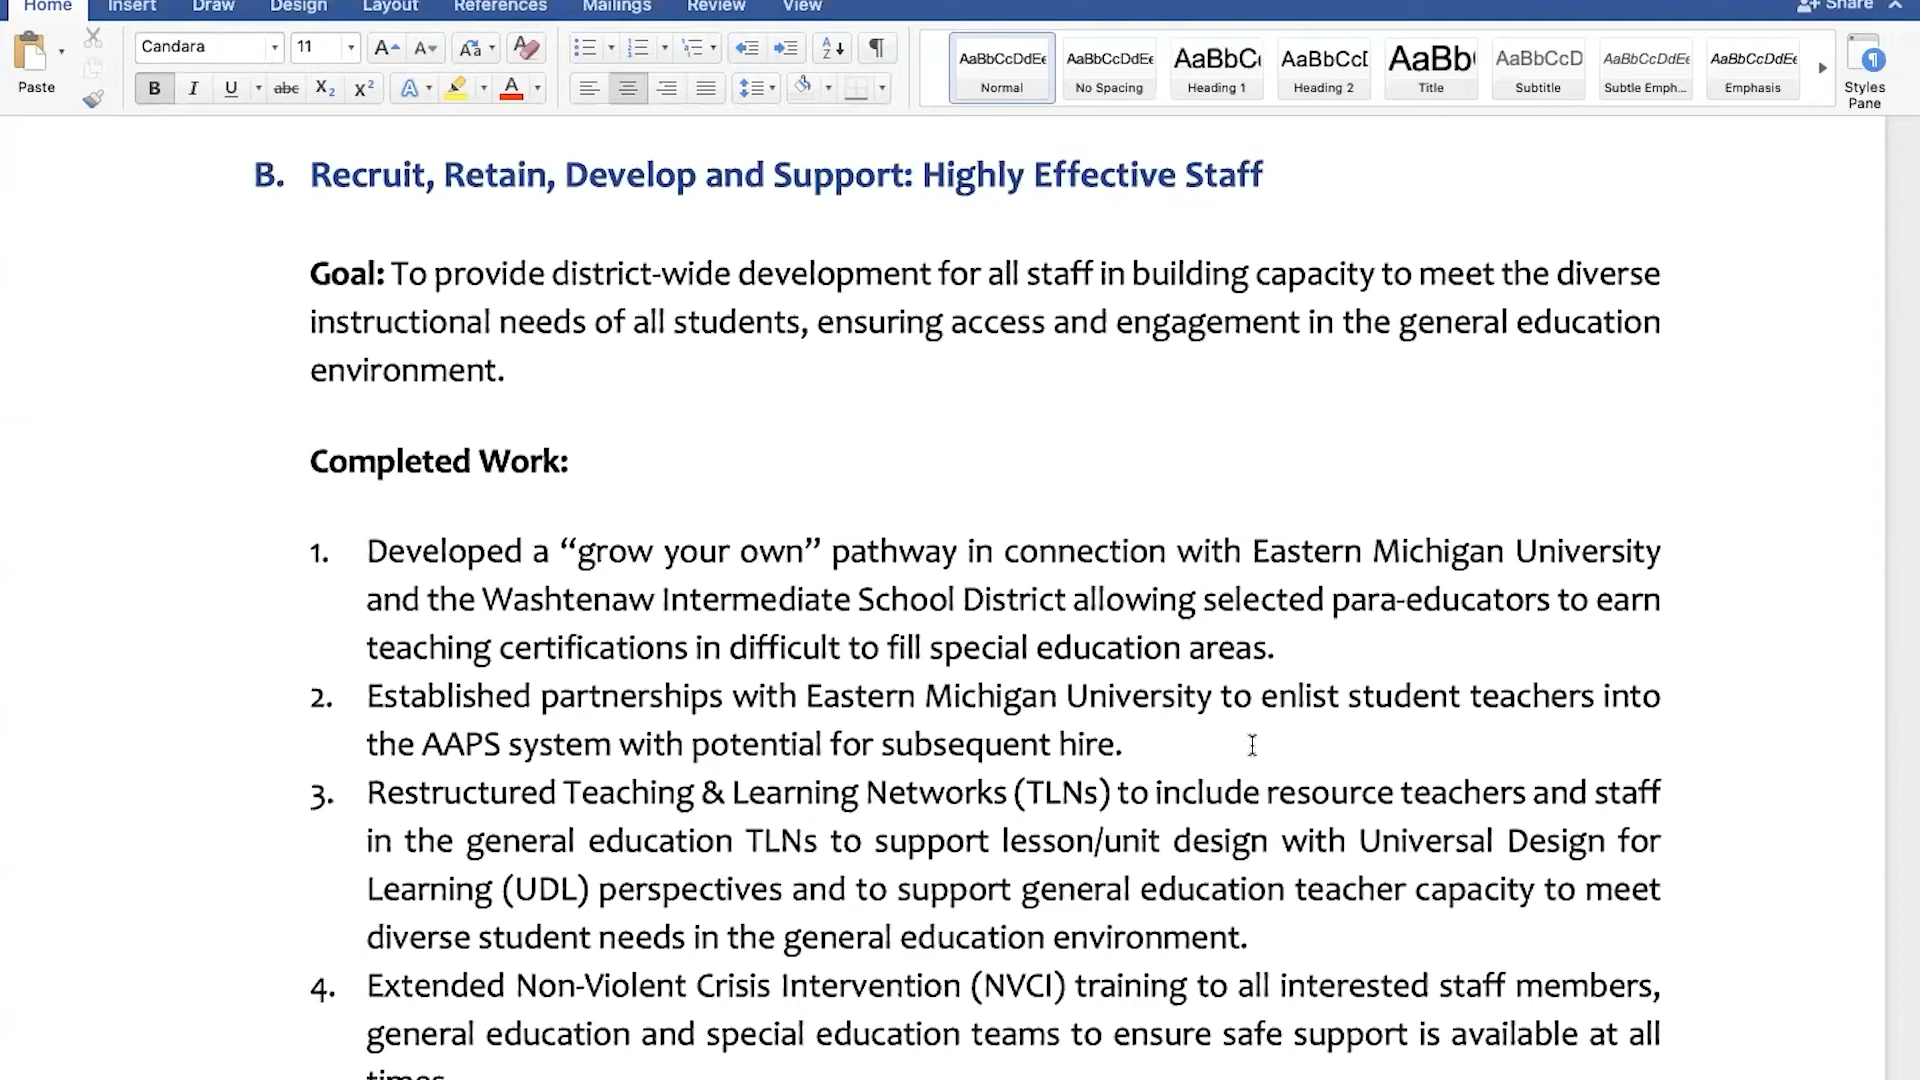 Home Insert Draw Design Layout References Mailings Review View Share
Paste
Candara 11
AaBbCcDdEe AaBbCcDdEe AaBbC AaBbCcD AaBb AaBbCcD AaBbCcDdEe AaBbCcDdEe
Normal No Spacing Heading 1 Heading 2 Title Subtitle Subtle Emph... Emphasis
Styles
Pane
B. Recruit, Retain, Develop and Support: Highly Effective Staff
Goal: To provide district-wide development for all staff in building capacity to meet the diverse
instructional needs of all students, ensuring access and engagement in the general education
environment.
Completed Work:
1. Developed a “grow your own” pathway in connection with Eastern Michigan University
and the Washtenaw Intermediate School District allowing selected para-educators to earn
teaching certifications in difficult to fill special education areas.
2. Established partnerships with Eastern Michigan University to enlist student teachers into
the AAPS system with potential for subsequent hire.
3. Restructured Teaching & Learning Networks (TLNs) to include resource teachers and staff
in the general education TLNs to support lesson/unit design with Universal Design for
Learning (UDL) perspectives and to support general education teacher capacity to meet
diverse student needs in the general education environment.
4. Extended Non-Violent Crisis Intervention (NVCI) training to all interested staff members,
general education and special education teams to ensure safe support is available at all
times.